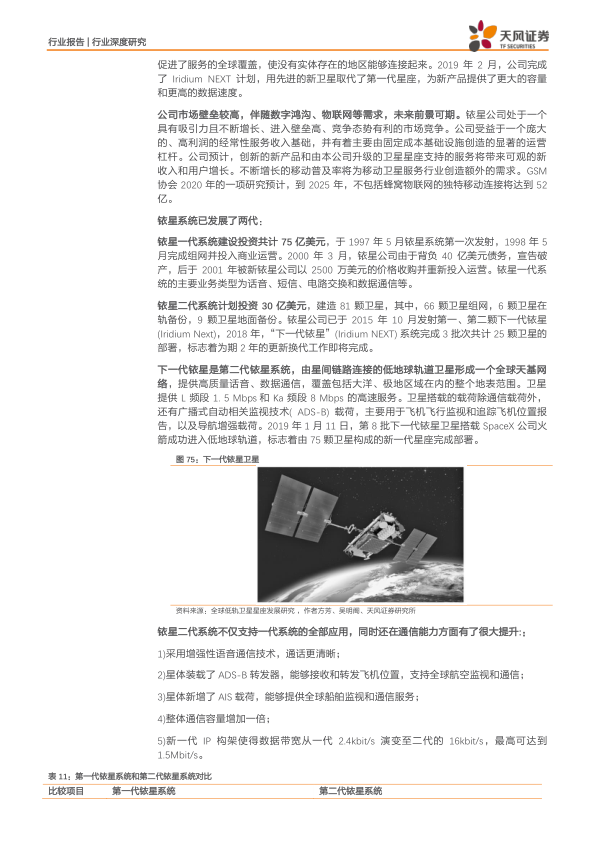 行业报告 | 行业深度研究
天风证券
TF SECURITIES
促进了服务的全球覆盖，使没有实体存在的地区能够连接起来。2019 年 2 月，公司完成
了 Iridium NEXT 计划，用先进的新卫星取代了第一代星座，为新产品提供了更大的容量
和更高的数据速度。
公司市场壁垒较高，伴随数字鸿沟、物联网等需求，未来前景可期。铱星公司处于一个
具有吸引力且不断增长、进入壁垒高、竞争态势有利的市场竞争。公司受益于一个庞大
的、高利润的经常性服务收入基础，并有着主要由固定成本基础设施创造的显著的运营
杠杆。公司预计，创新的新产品和由本公司升级的卫星星座支持的服务将带来可观的新
收入和用户增长。不断增长的移动普及率将为移动卫星服务行业创造额外的需求。GSM
协会 2020 年的一项研究预计，到 2025 年，不包括蜂窝物联网的独特移动连接将达到 52
亿。
铱星系统已发展了两代：
铱星一代系统建设投资共计 75 亿美元，于 1997 年 5 月铱星系统第一次发射，1998 年 5
月完成组网并投入商业运营。2000 年 3 月，铱星公司由于背负 40 亿美元债务，宣告破
产，后于 2001 年被新铱星公司以 2500 万美元的价格收购并重新投入运营。铱星一代系
统的主要业务类型为话音、短信、电路交换和数据通信等。
铱星二代系统计划投资 30 亿美元，建造 81 颗卫星，其中，66 颗卫星组网，6 颗卫星在
轨备份，9 颗卫星地面备份。铱星公司已于 2015 年 10 月发射第一、第二颗下一代铱星
(Iridium Next)，2018 年，“下一代铱星”(Iridium NEXT) 系统完成 3 批次共计 25 颗卫星的
部署，标志着为期 2 年的更新换代工作即将完成。
下一代铱星是第二代铱卫星系统，由星间链路连接的低地球轨道卫星形成一个全球天基网
络，提供高质量话音、数据通信，覆盖包括大洋、极地区域在内的整个地表范围。卫星
提供 L 频段 1. 5 Mbps 和 Ka 频段 8 Mbps 的高速服务。卫星搭载的载荷除通信载荷外，
还有广播式自动相关监视技术( ADS-B) 载荷，主要用于飞机飞行监视和追踪飞机位置报
告，以及导航增强载荷。2019 年 1 月 11 日，第 8 批下一代铱星卫星搭载 SpaceX 公司火
箭成功进入低地球轨道，标志着由 75 颗卫星构成的新一代星座完成部署。
图 75：下一代铱星卫星
资料来源：全球低轨卫星星座发展研究 ，作者方芳、吴明阁、天风证券研究所
铱星二代系统不仅支持一代系统的全部应用，同时还在通信能力方面有了很大提升:；
1)采用增强性语音通信技术，通话更清晰；
2)星体装载了 ADS-B 转发器，能够接收和转发飞机位置，支持全球航空监视和通信；
3)星体新增了 AIS 载荷，能够提供全球船舶监视和通信服务；
4)整体通信容量增加一倍；
5)新一代 IP 构架使得数据带宽从一代 2.4kbit/s 演变至二代的 16kbit/s，最高可达到
1.5Mbit/s。
表 11：第一代铱星系统和第二代铱星系统对比
比较项目 第一代铱星系统 第二代铱星系统